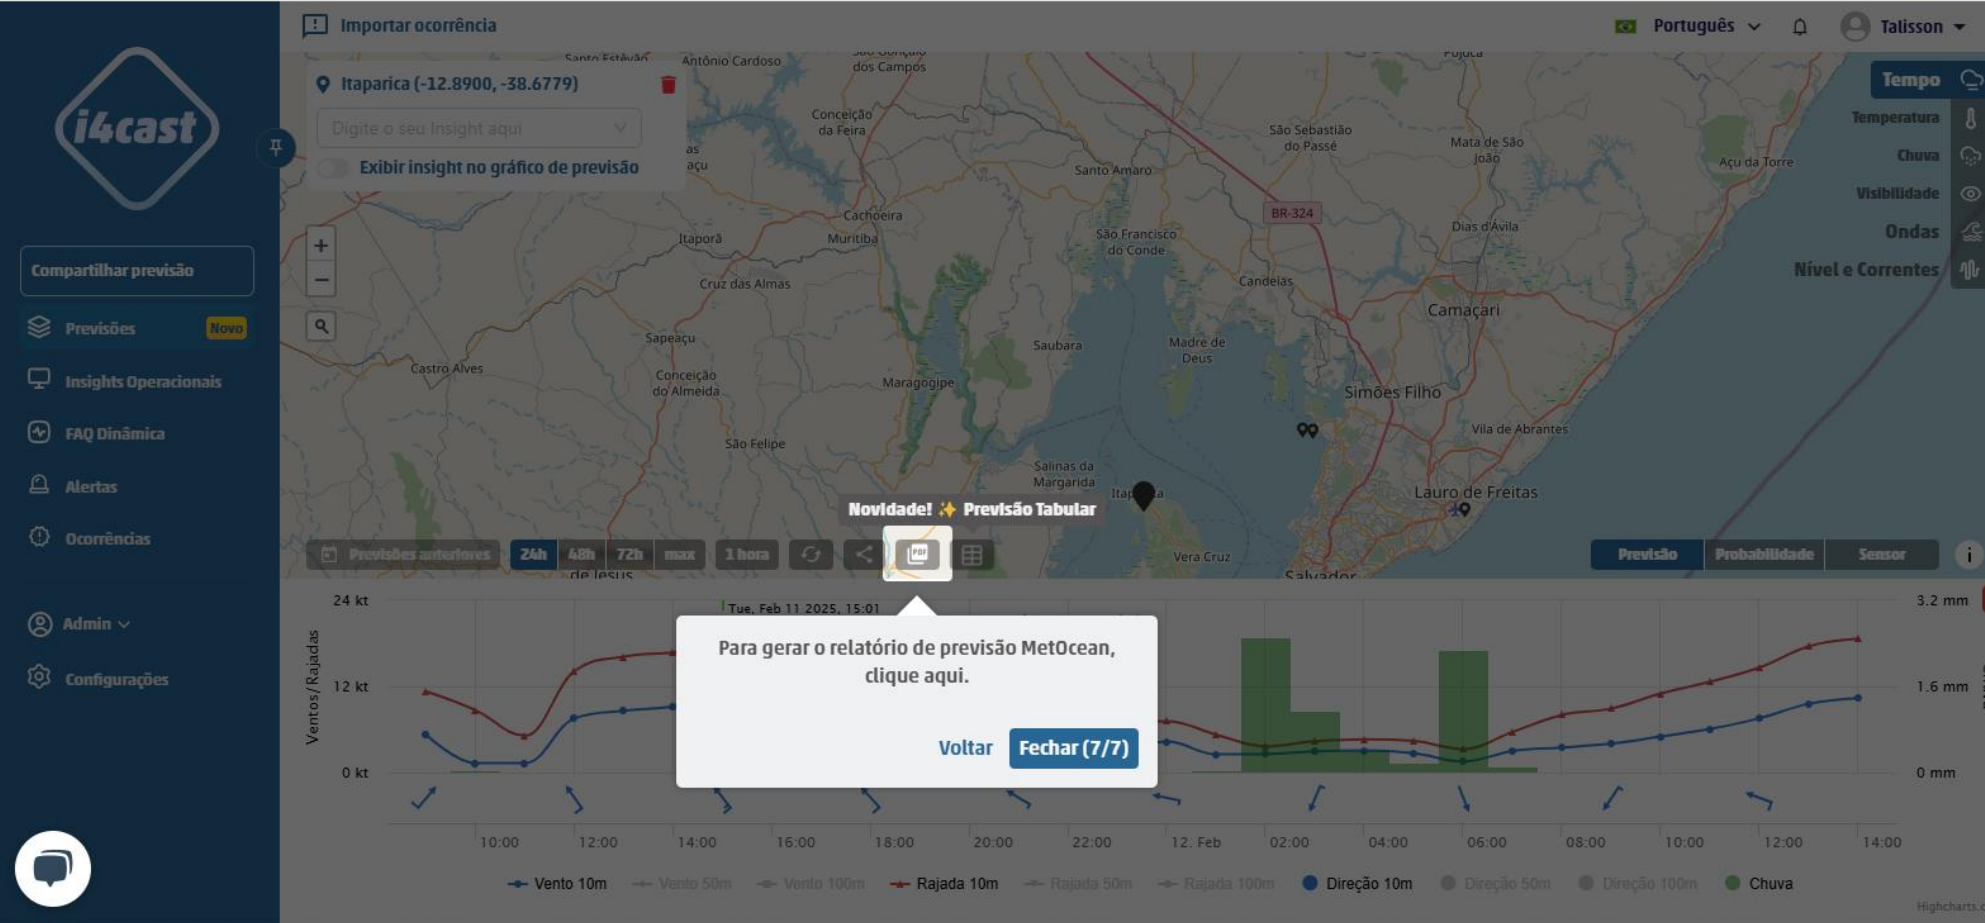 Importar ocorrência
Português
Talisson
i4cast
Compartilhar previsão
Previsões
Novo
Insights Operacionais
FAQ Dinâmica
Alertas
Ocorrências
Admin
Configurações
Itaparica (-12.8900, -38.6779)
Digite o seu Insight aqui
Exibir insight no gráfico de previsão
+
−
Santo Estêvão
Antônio Cardoso
dos Campos
Pojuca
Conceição
da Feira
São Sebastião
do Passé
Mata de São
João
Açu da Torre
Santo Amaro
Cachoeira
BR-324
Itaporã
Muritiba
São Francisco
do Conde
Dias d'Ávila
Cruz das Almas
Candeias
Camaçari
Sapeaçu
Saubara
Madre de
Deus
Castro Alves
Conceição
do Almeida
Maragogipe
Simões Filho
São Felipe
Vila de Abrantes
Salinas da
Margarida
Lauro de Freitas
Vera Cruz
de Jesus
Salvador
Tempo
Temperatura
Chuva
Visibilidade
Ondas
Nível e Correntes
Novidade! ✨ Previsão Tabular
Previsões anteriores
24h
48h
72h
max
1 hora
PDF
Previsão
Probabilidade
Sensor
i
Tue, Feb 11 2025, 15:01
Para gerar o relatório de previsão MetOcean,
clique aqui.
Voltar
Fechar (7/7)
Ventos/Rajadas
24 kt
12 kt
0 kt
3.2 mm
1.6 mm
0 mm
10:00
12:00
14:00
16:00
18:00
20:00
22:00
12. Feb
02:00
04:00
06:00
08:00
10:00
12:00
14:00
Vento 10m
Vento 50m
Vento 100m
Rajada 10m
Rajada 50m
Rajada 100m
Direção 10m
Direção 50m
Direção 100m
Chuva